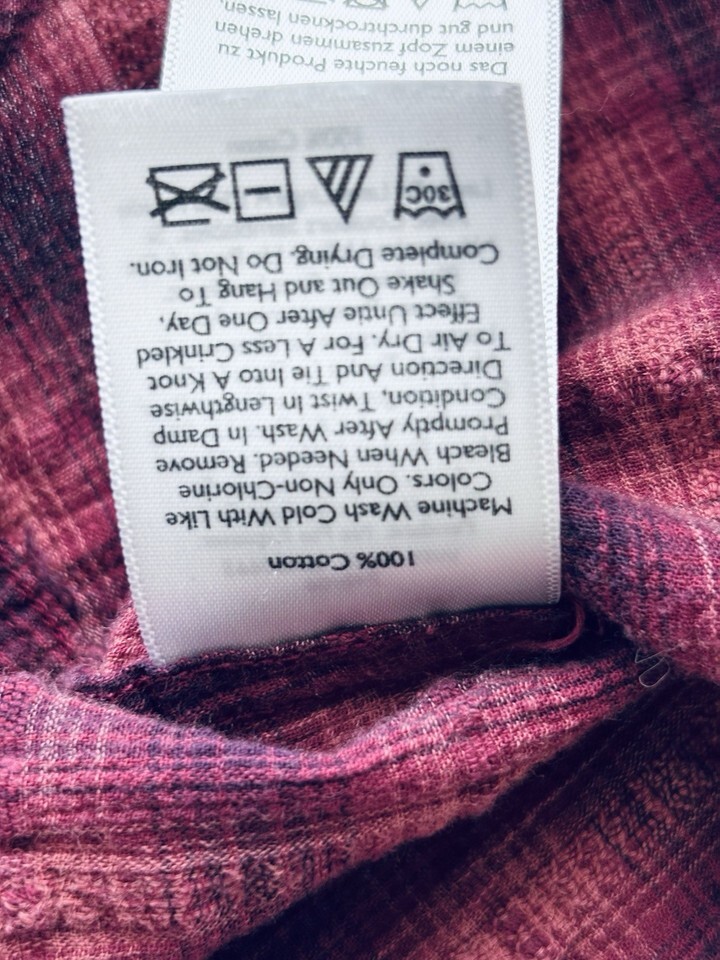 100% Cotton
Machine Wash Cold With Like
Colors. Only Non-Chlorine
Bleach When Needed. Remove
Promptly After Wash. In Damp
Condition, Twist In Lengthwise
Direction And Tie Into A Knot
To Air Dry. For A Less Crinkled
Effect Untie After One Day,
Shake Out and Hang To
Complete Drying. Do Not Iron.
30C
Das noch feuchte Produkt zu
einem Zopf zusammen drehen
und gut durchtrocknen lassen.